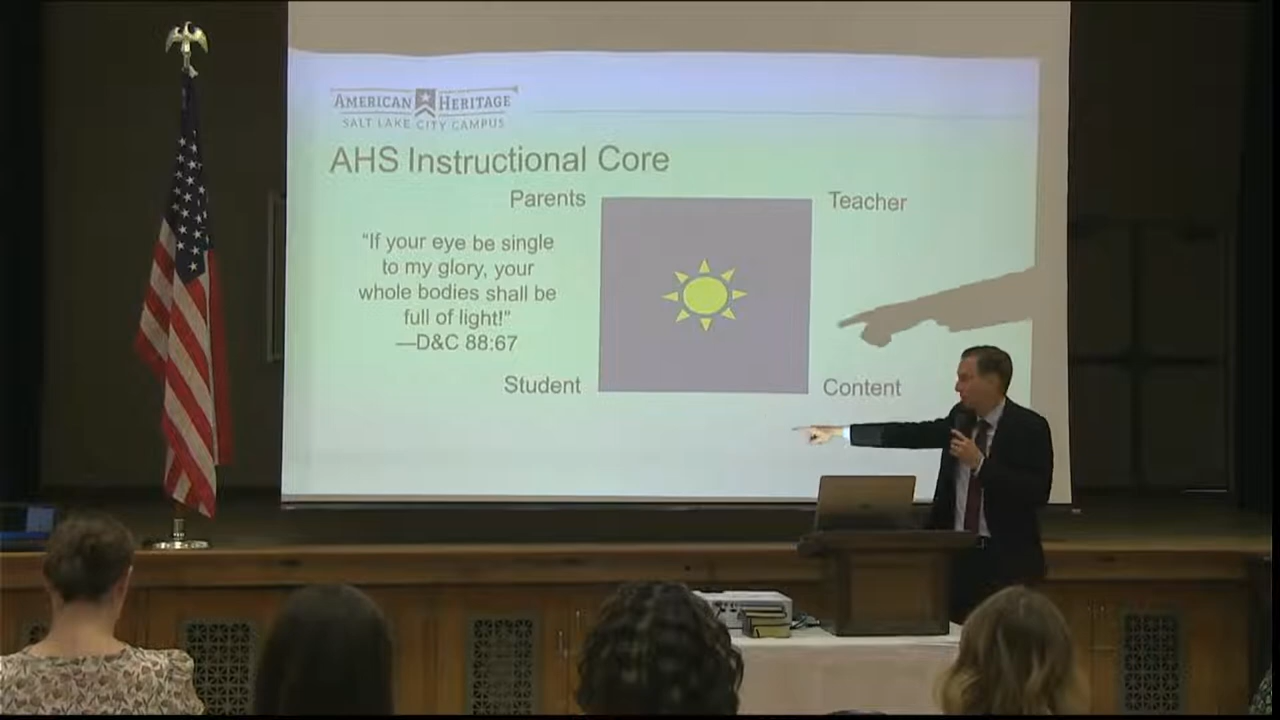 AMERICAN HERITAGE
SALT LAKE CITY CAMPUS
AHS Instructional Core
Parents
Teacher
"If your eye be single
to my glory, your
whole bodies shall be
full of light!"
—D&C 88:67
Student
Content